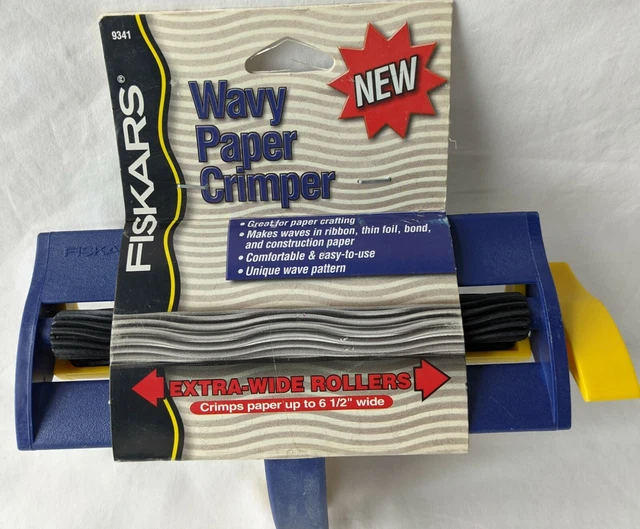 9341
FISKARS®
NEW
Wavy
Paper
Crimper
• Great for paper crafting
• Makes waves in ribbon, thin foil, bond,
and construction paper
• Comfortable & easy-to-use
• Unique wave pattern
EXTRA-WIDE ROLLERS
Crimps paper up to 6 1/2" wide